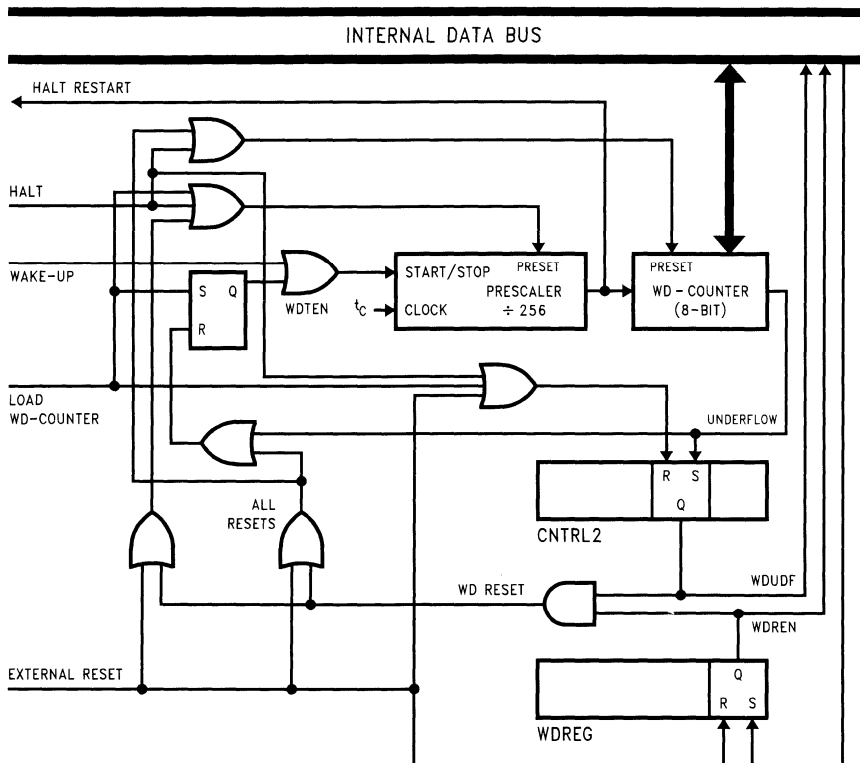 INTERNAL DATA BUS
HALT RESTART
HALT
WAKE-UP
S Q
R
WDTEN
START/STOP PRESET
PRESCALER
tC CLOCK ÷ 256
PRESET
WD-COUNTER
(8-BIT)
LOAD
WD-COUNTER
UNDERFLOW
R S
Q
CNTRL2
ALL
RESETS
WD RESET
WDUDF
WDREN
EXTERNAL RESET
Q
R S
WDREG